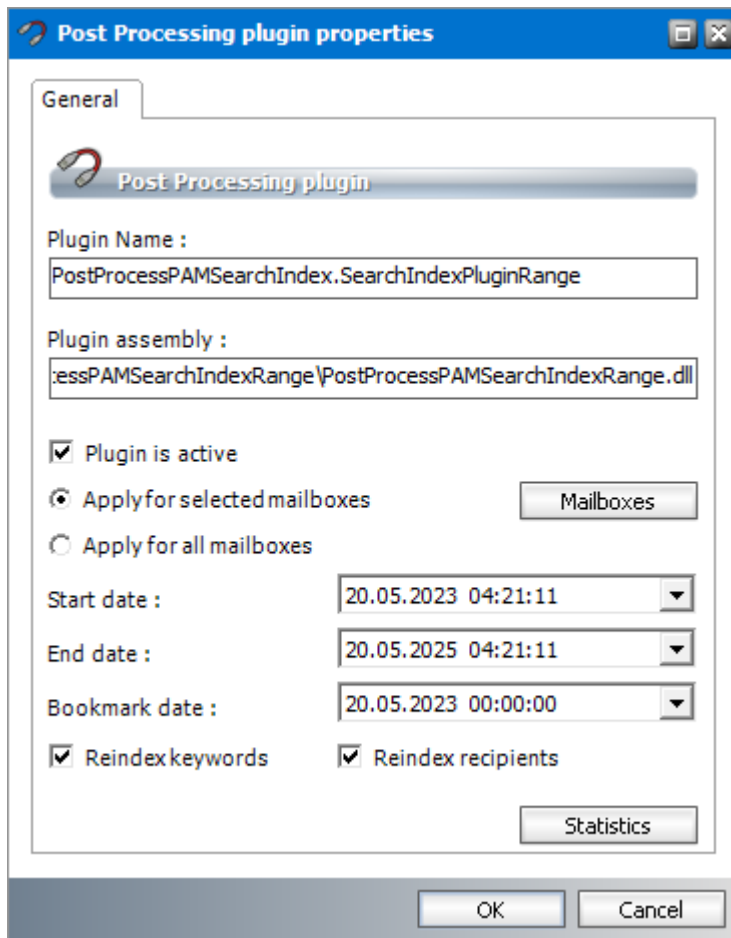 Post Processing plugin properties
General
Post Processing plugin
Plugin Name :
PostProcessPAMSearchIndex.SearchIndexPluginRange
Plugin assembly :
:essPAMSearchIndexRange\PostProcessPAMSearchIndexRange.dll
Plugin is active
Apply for selected mailboxes
Mailboxes
Apply for all mailboxes
Start date :
20.05.2023 04:21:11
End date :
20.05.2025 04:21:11
Bookmark date :
20.05.2023 00:00:00
Reindex keywords
Reindex recipients
Statistics
OK
Cancel